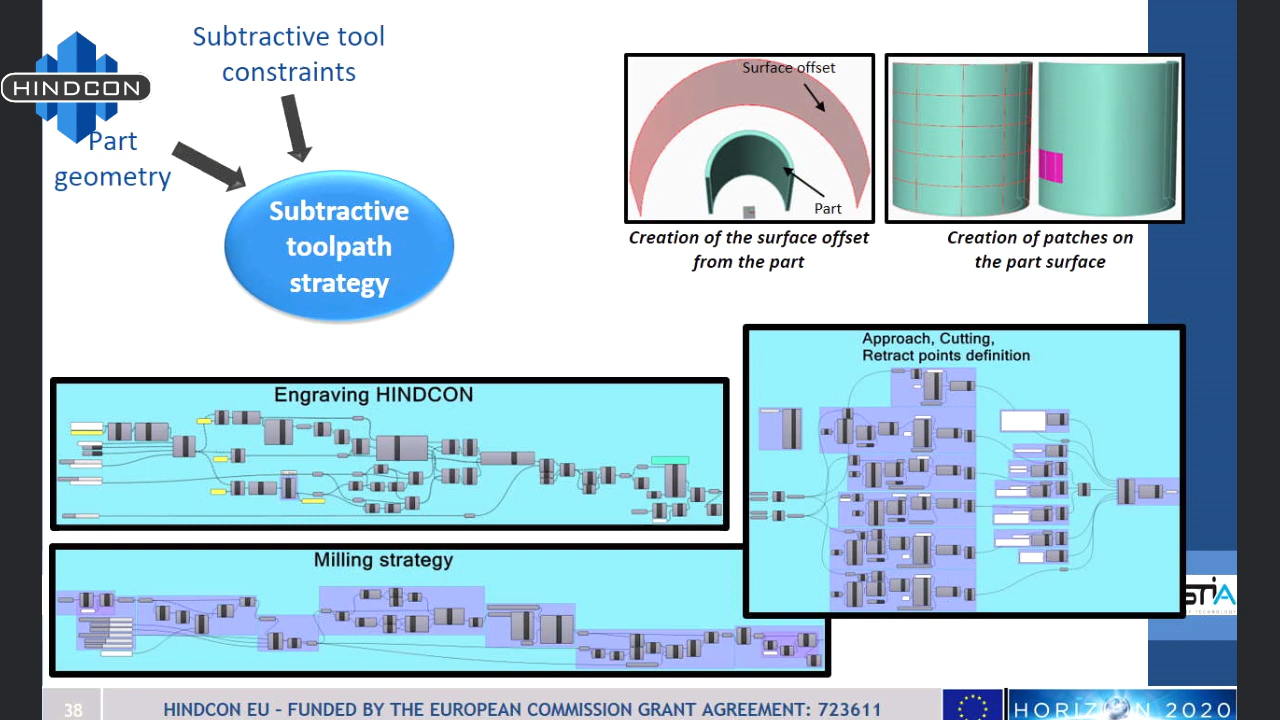 Subtractive tool
constraints
HINDCON
Part
geometry
Subtractive
toolpath
strategy
Surface offset
Part
Creation of the surface offset
from the part
Creation of patches on
the part surface
Approach, Cutting,
Retract points definition
Engraving HINDCON
Milling strategy
38
HINDCON EU – FUNDED BY THE EUROPEAN COMMISSION GRANT AGREEMENT: 723611
HORIZON 2020